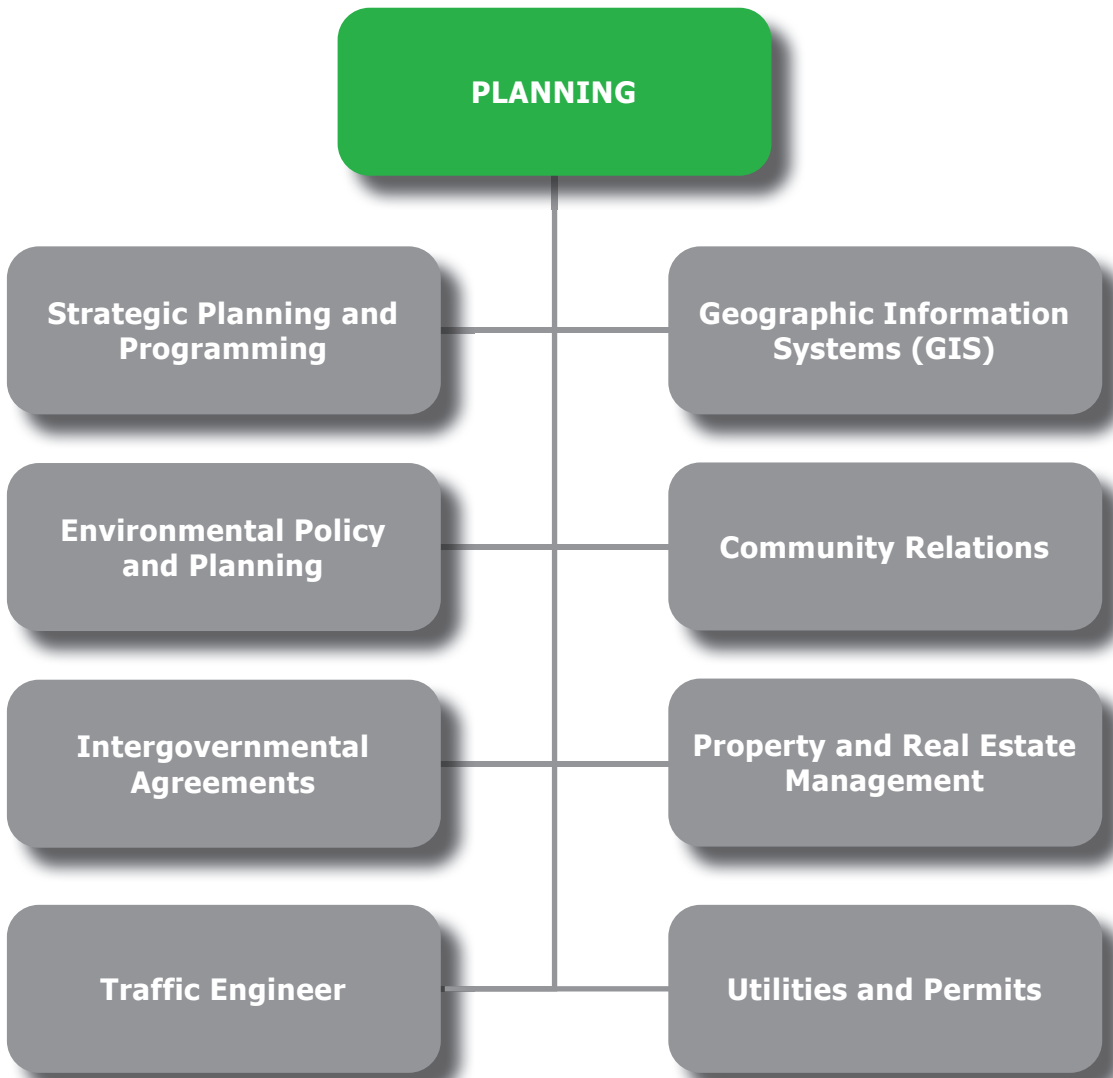 PLANNING
Strategic Planning and
Programming
Geographic Information
Systems (GIS)
Environmental Policy
and Planning
Community Relations
Intergovernmental
Agreements
Property and Real Estate
Management
Traffic Engineer
Utilities and Permits